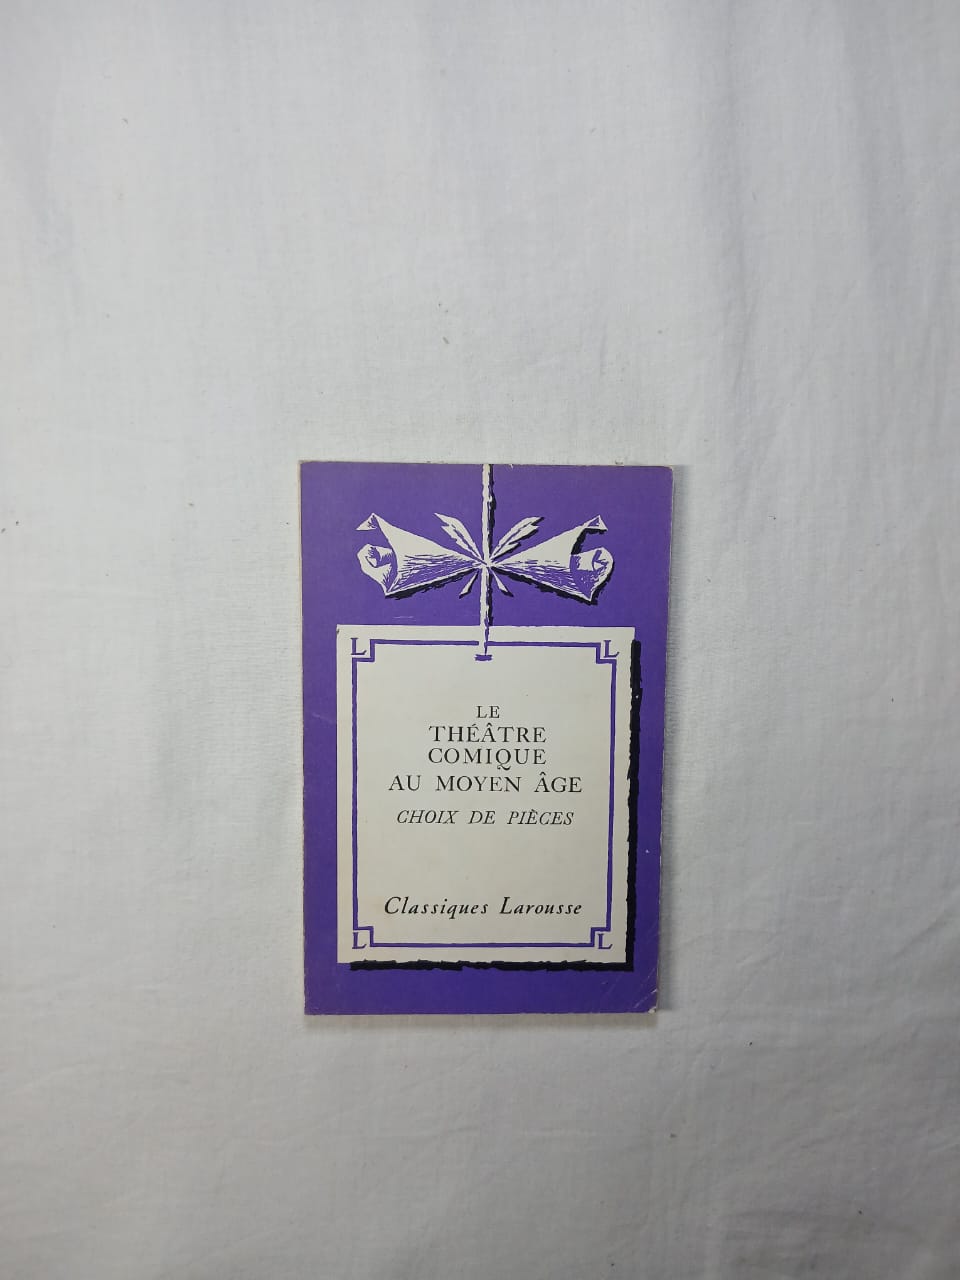 L L
LE
THÉÂTRE
COMIQUE
AU MOYEN ÂGE
CHOIX DE PIÈCES
Classiques Larousse
L L